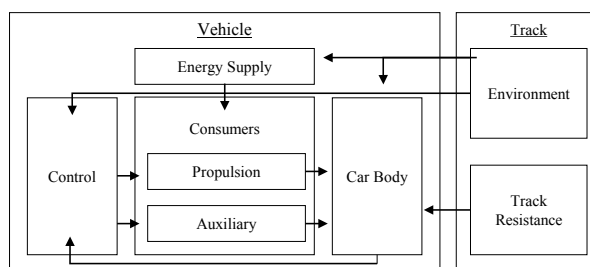 Vehicle
Track
Energy Supply
Environment
Consumers
Control
Propulsion
Car Body
Auxiliary
Track
Resistance